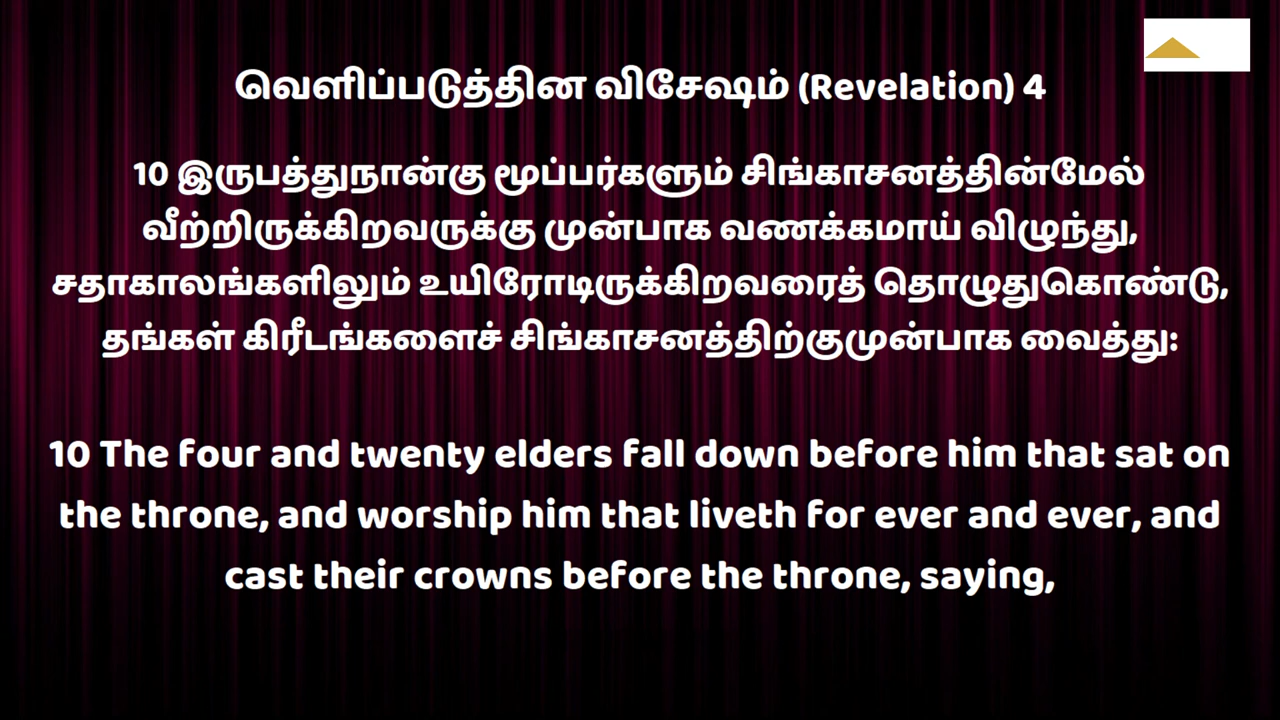 வெளிப்படுத்தின விசேஷம் (Revelation) 4
10 இருபத்துநான்கு மூப்பர்களும் சிங்காசனத்தின்மேல்
வீற்றிருக்கிறவருக்கு முன்பாக வணக்கமாய் விழுந்து,
சதாகாலங்களிலும் உயிரோடிருக்கிறவரைத் தொழுதுகொண்டு,
தங்கள் கிரீடங்களைச் சிங்காசனத்திற்குமுன்பாக வைத்து:
10 The four and twenty elders fall down before him that sat on
the throne, and worship him that liveth for ever and ever, and
cast their crowns before the throne, saying,